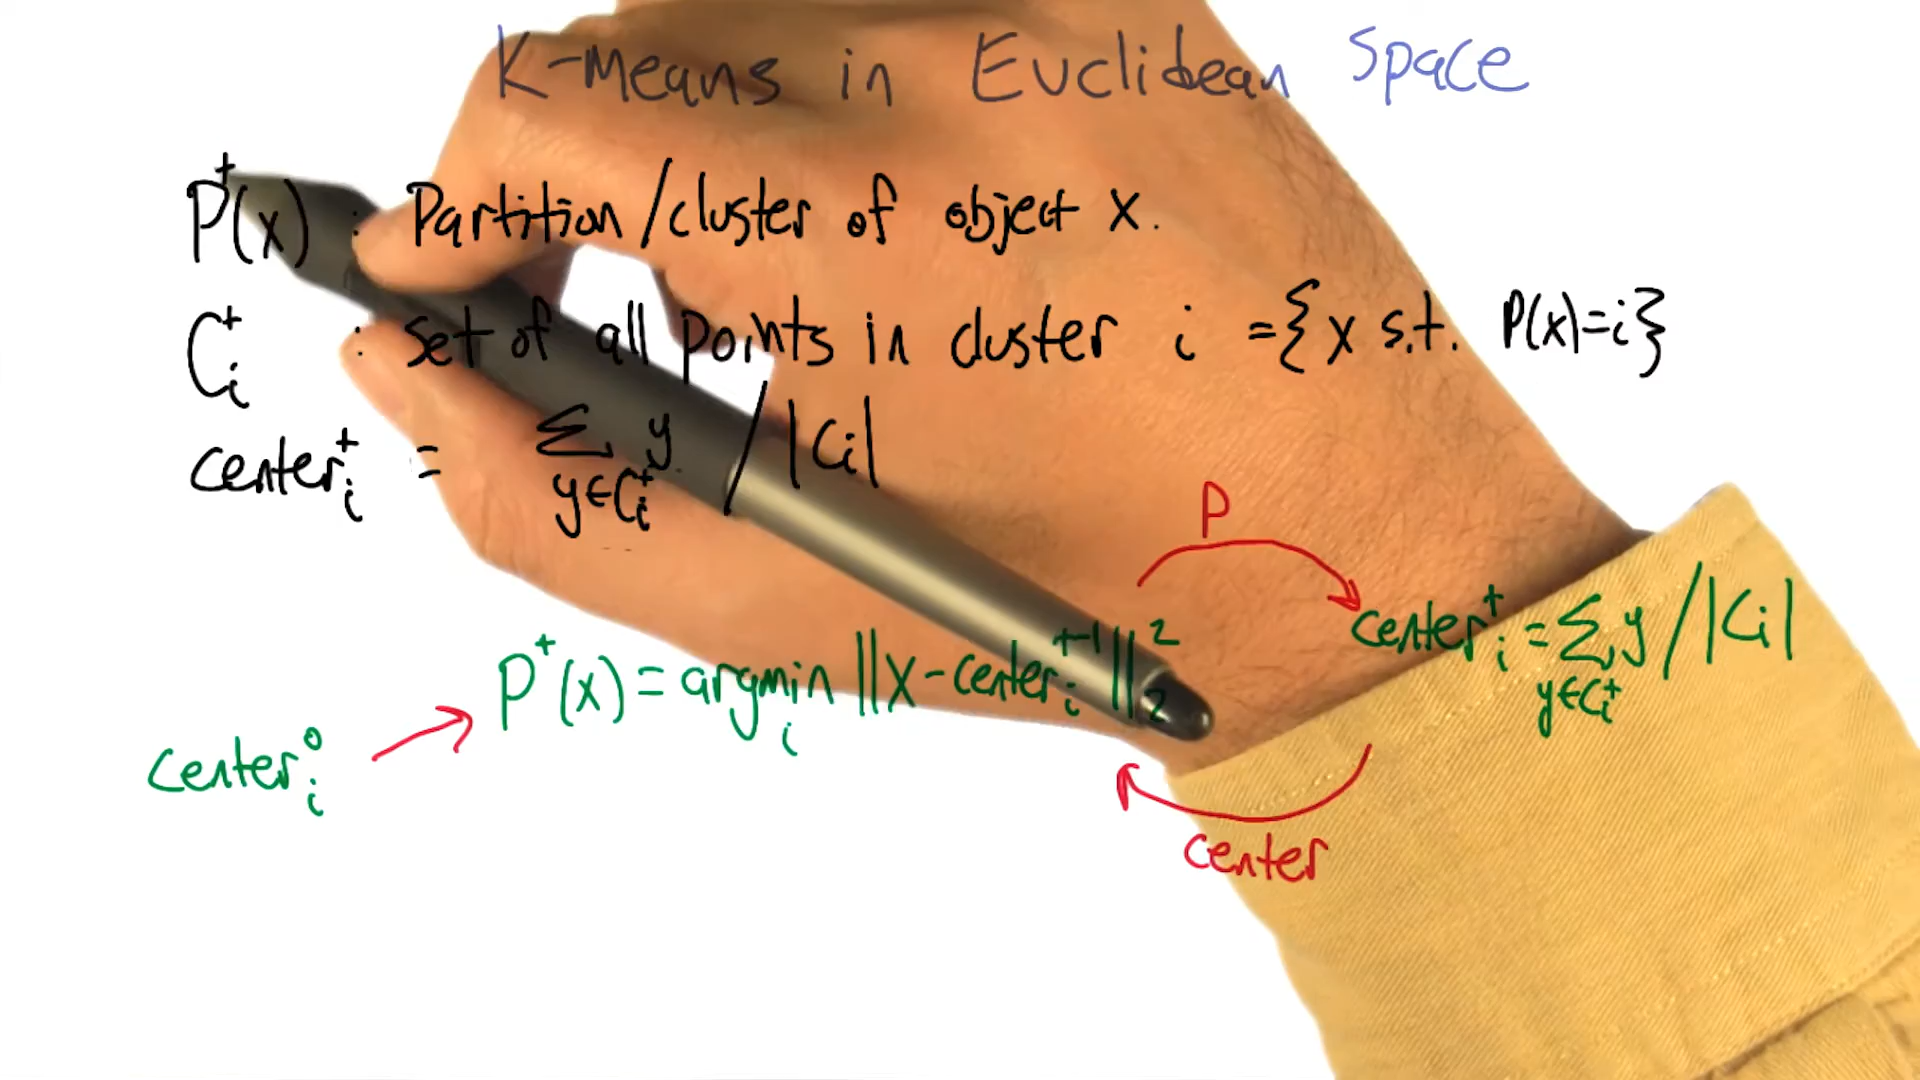 K-means in Euclidean Space
P^t(x) : Partition/cluster of object x.
C_i^t : set of all points in cluster i = {x s.t. P(x)=i}
center_i^t = Σ_{y∈C_i^t} y / |C_i|
P
center_i^t = Σ_{y∈C_i^t} y / |C_i|
P^t(x) = argmin_i ||x - center_i^{t-1}||_2^2
center_i^0
center